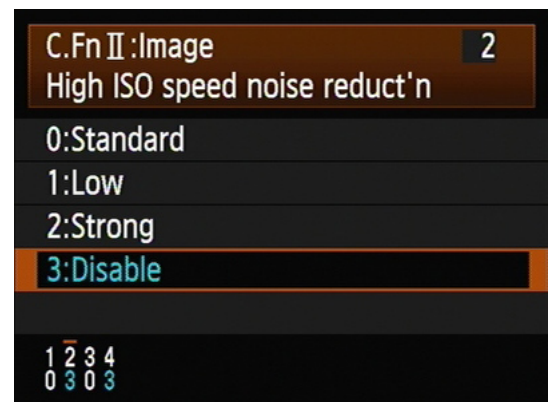 C.Fn Ⅱ :Image 2
High ISO speed noise reduct'n
0:Standard
1:Low
2:Strong
3:Disable
1 2 3 4
0 3 0 3